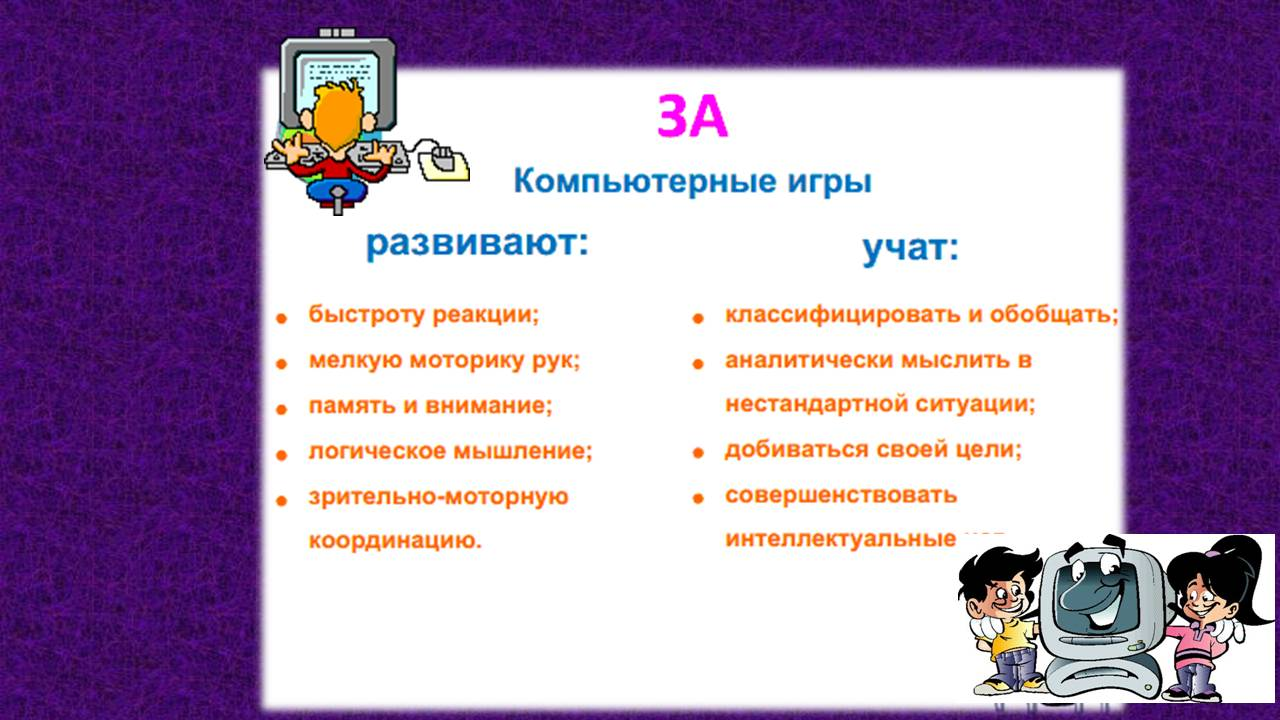 ЗА
Компьютерные игры
развивают:
быстроту реакции;
мелкую моторику рук;
память и внимание;
логическое мышление;
зрительно-моторную
координацию.
учат:
классифицировать и обобщать;
аналитически мыслить в
нестандартной ситуации;
добиваться своей цели;
совершенствовать
интеллектуальные